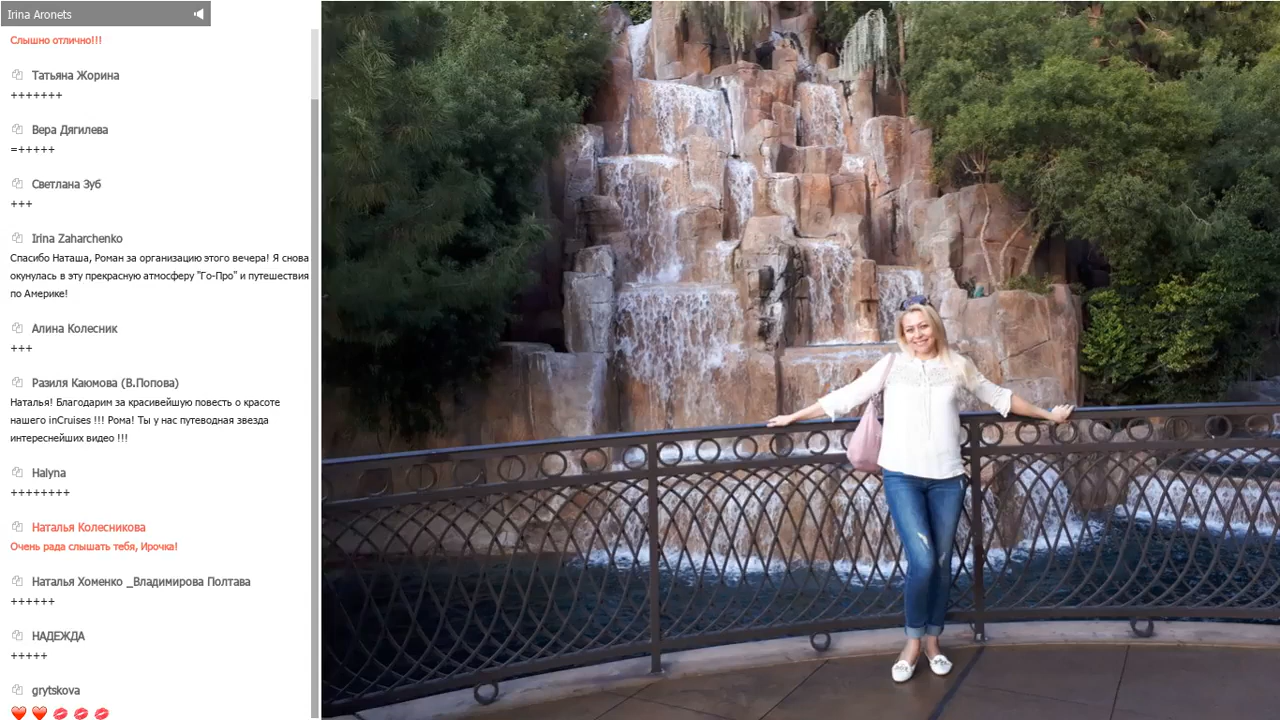 Irina Aronets
Слышно отлично!!!
Татьяна Жорина
+++++++
Вера Дягилева
=+++++
Светлана Зуб
+++
Irina Zaharchenko
Спасибо Наташа, Роман за организацию этого вечера! Я снова
окунулась в эту прекрасную атмосферу "Го-Про" и путешествия
по Америке!
Алина Колесник
+++
Разиля Каюмова (В.Попова)
Наталья! Благодарим за красивейшую повесть о красоте
нашего inCruises !!! Рома! Ты у нас путеводная звезда
интереснейших видео !!!
Halyna
++++++++
Наталья Колесникова
Очень рада слышать тебя, Ирочка!
Наталья Хоменко _Владимирова Полтава
++++++
НАДЕЖДА
+++++
grytskova